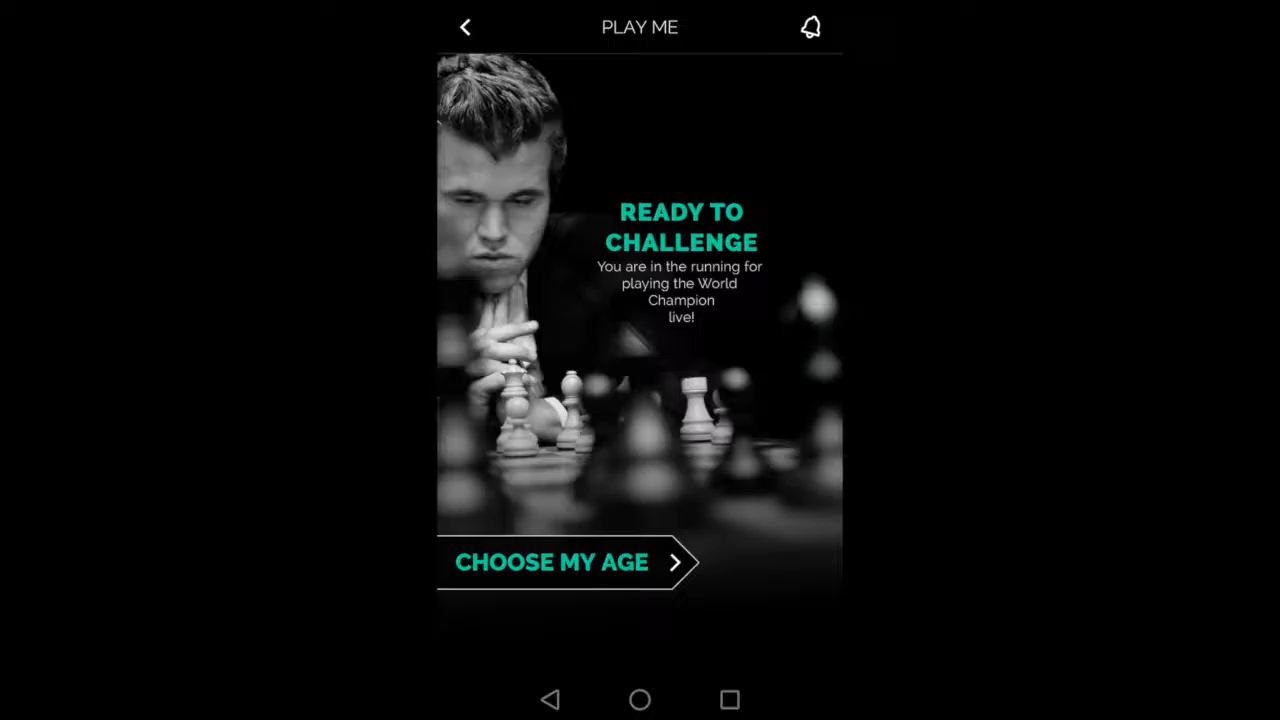 PLAY ME
READY TO
CHALLENGE
You are in the running for
playing the World
Champion
live!
CHOOSE MY AGE